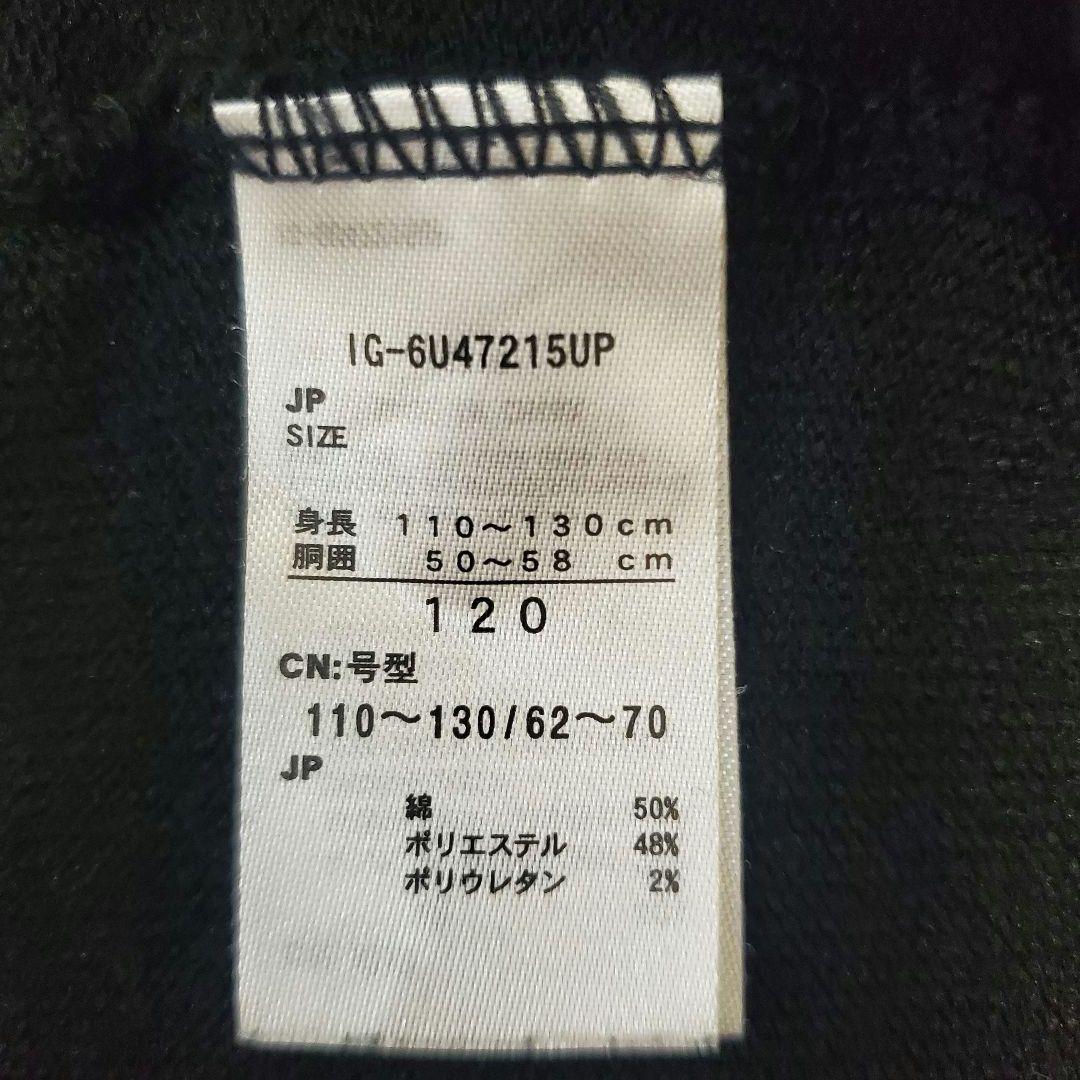 IG-6U47215UP
JP
SIZE
身長 110～130cm
胴囲 50～58 cm
120
CN:号型
110～130/62～70
JP
綿 50%
ポリエステル 48%
ポリウレタン 2%